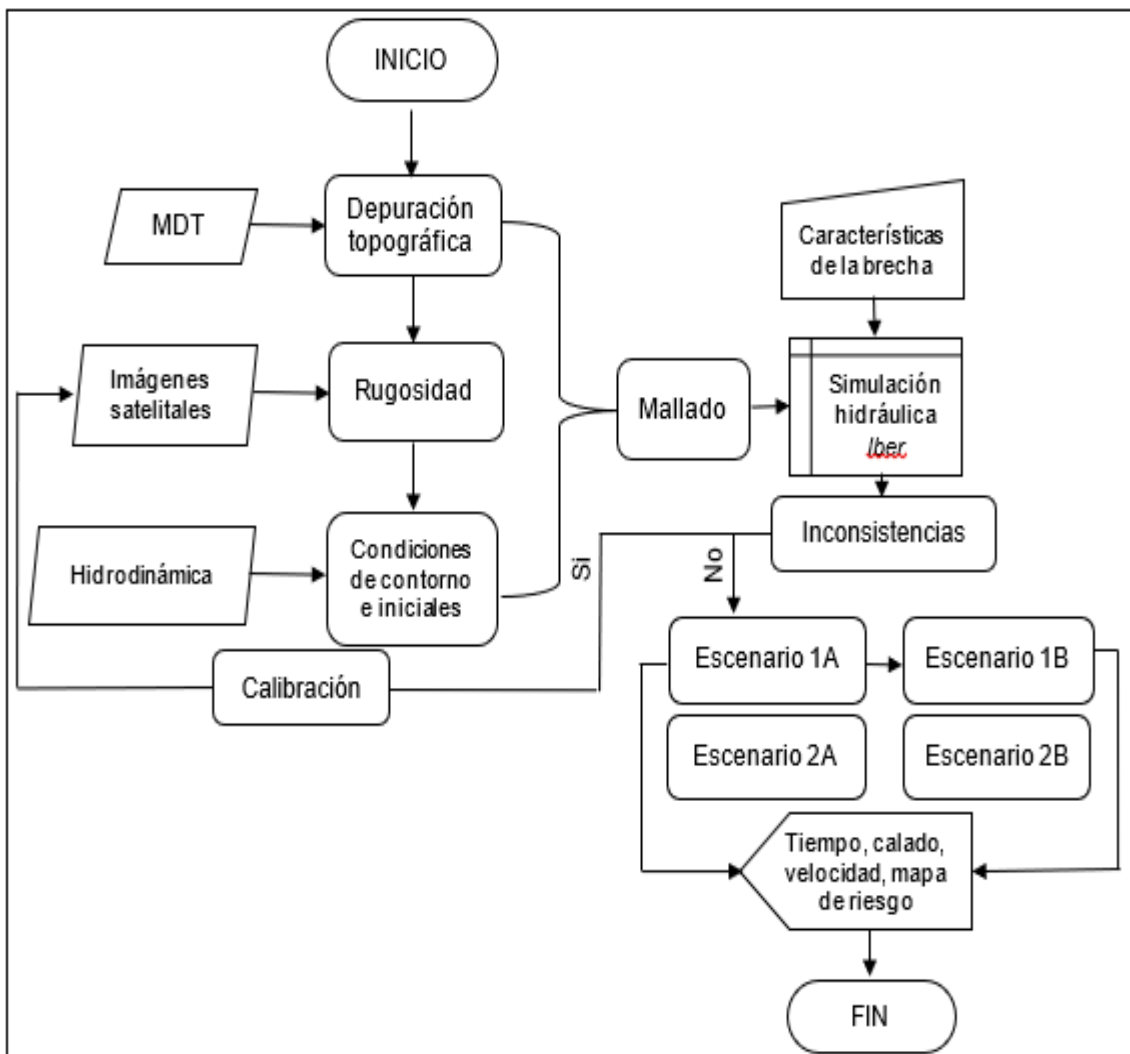 INICIO
MDT
Depuración
topográfica
Características
de la brecha
Imágenes
satelitales
Rugosidad
Mallado
Simulación
hidráulica
Iber
Inconsistencias
Hidrodinámica
Condiciones
de contorno
e iniciales
Si
No
Calibración
Escenario 1A
Escenario 1B
Escenario 2A
Escenario 2B
Tiempo, calado,
velocidad, mapa
de riesgo
FIN